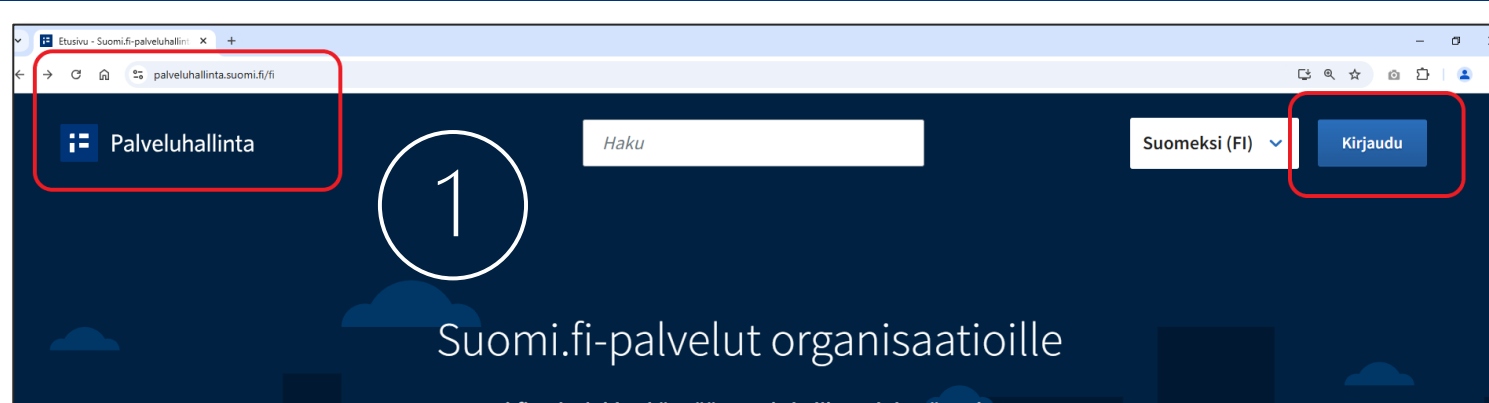 Etusivu - Suomi.fi-palveluhallint
palveluhallinta.suomi.fi/fi
Palveluhallinta
Haku
Suomeksi (FI)
Kirjaudu
1
Suomi.fi-palvelut organisaatioille